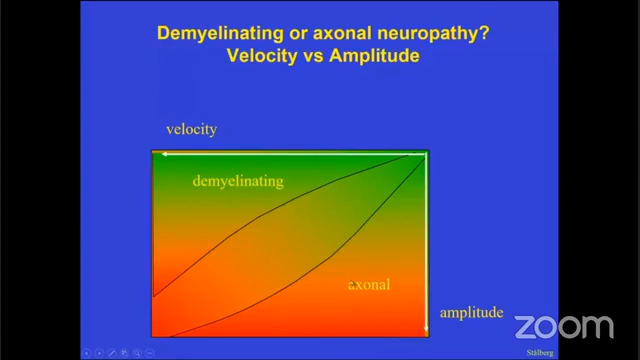 Demyelinating or axonal neuropathy?
Velocity vs Amplitude
velocity
demyelinating
axonal
amplitude
zoom
Stålberg